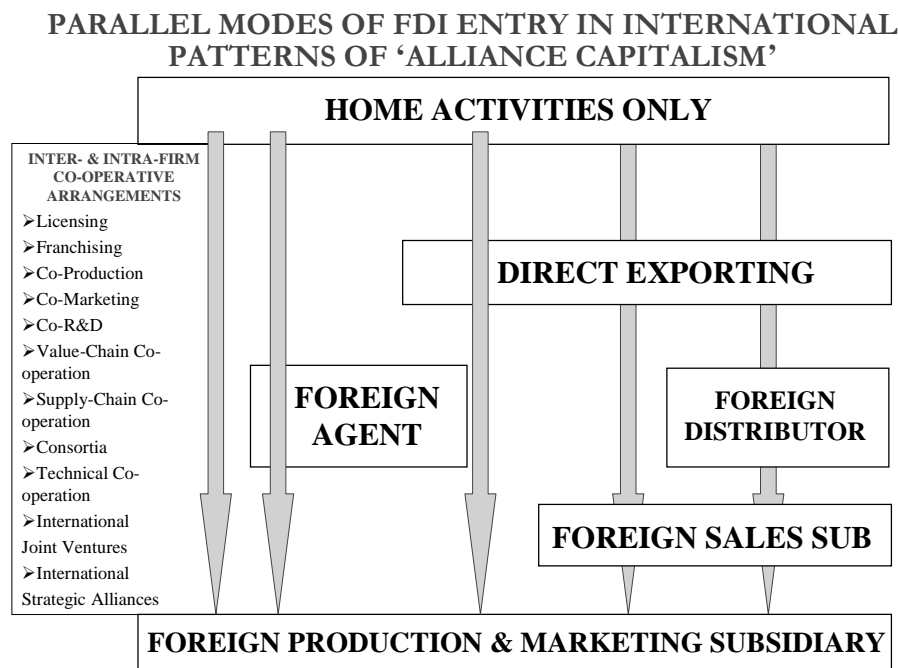 PARALLEL MODES OF FDI ENTRY IN INTERNATIONAL
PATTERNS OF ‘ALLIANCE CAPITALISM’
HOME ACTIVITIES ONLY
INTER- & INTRA-FIRM
CO-OPERATIVE
ARRANGEMENTS
➢Licensing
➢Franchising
➢Co-Production
➢Co-Marketing
➢Co-R&D
➢Value-Chain Co-
operation
➢Supply-Chain Co-
operation
➢Consortia
➢Technical Co-
operation
➢International
Joint Ventures
➢International
Strategic Alliances
DIRECT EXPORTING
FOREIGN
AGENT
FOREIGN
DISTRIBUTOR
FOREIGN SALES SUB
FOREIGN PRODUCTION & MARKETING SUBSIDIARY